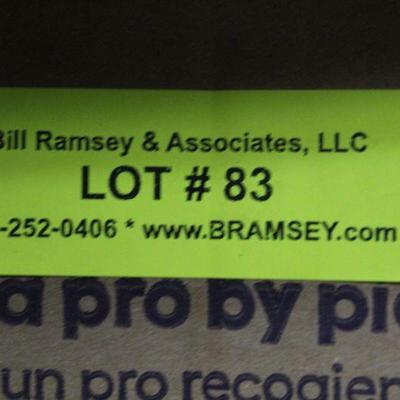 Bill Ramsey & Associates, LLC
LOT # 83
-252-0406 * www.BRAMSEY.com
a pro by pi
un pro recogien